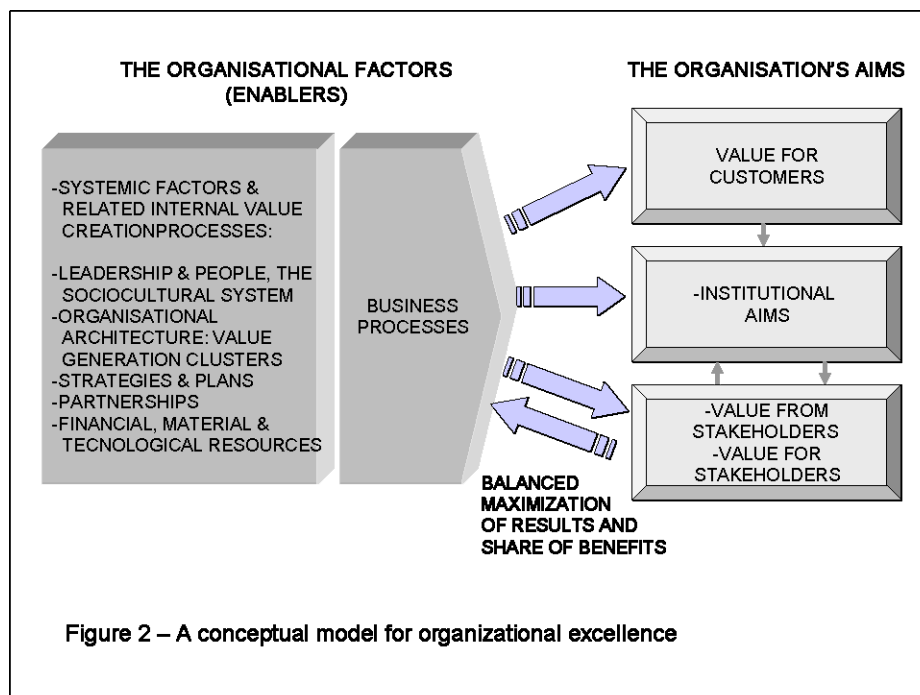 THE ORGANISATIONAL FACTORS
(ENABLERS)
THE ORGANISATION'S AIMS
-SYSTEMIC FACTORS &
RELATED INTERNAL VALUE
CREATIONPROCESSES:
-LEADERSHIP & PEOPLE, THE
SOCIOCULTURAL SYSTEM
-ORGANISATIONAL
ARCHITECTURE: VALUE
GENERATION CLUSTERS
-STRATEGIES & PLANS
-PARTNERSHIPS
-FINANCIAL, MATERIAL &
TECNOLOGICAL RESOURCES
BUSINESS
PROCESSES
VALUE FOR
CUSTOMERS
-INSTITUTIONAL
AIMS
-VALUE FROM
STAKEHOLDERS
-VALUE FOR
STAKEHOLDERS
BALANCED
MAXIMIZATION
OF RESULTS AND
SHARE OF BENEFITS
Figure 2 – A conceptual model for organizational excellence